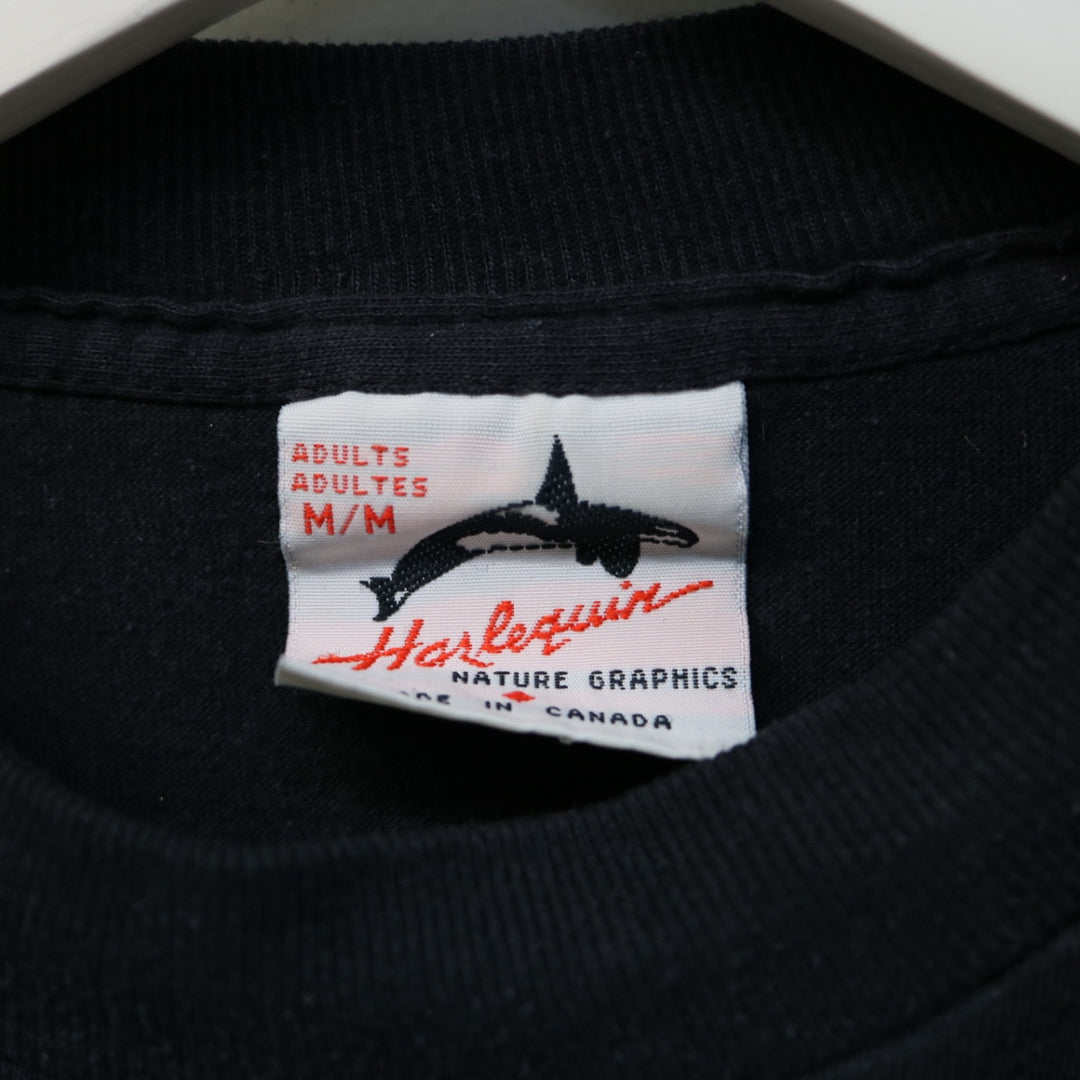 ADULTS
ADULTES
M/M
Harlequin
NATURE GRAPHICS
IN CANADA